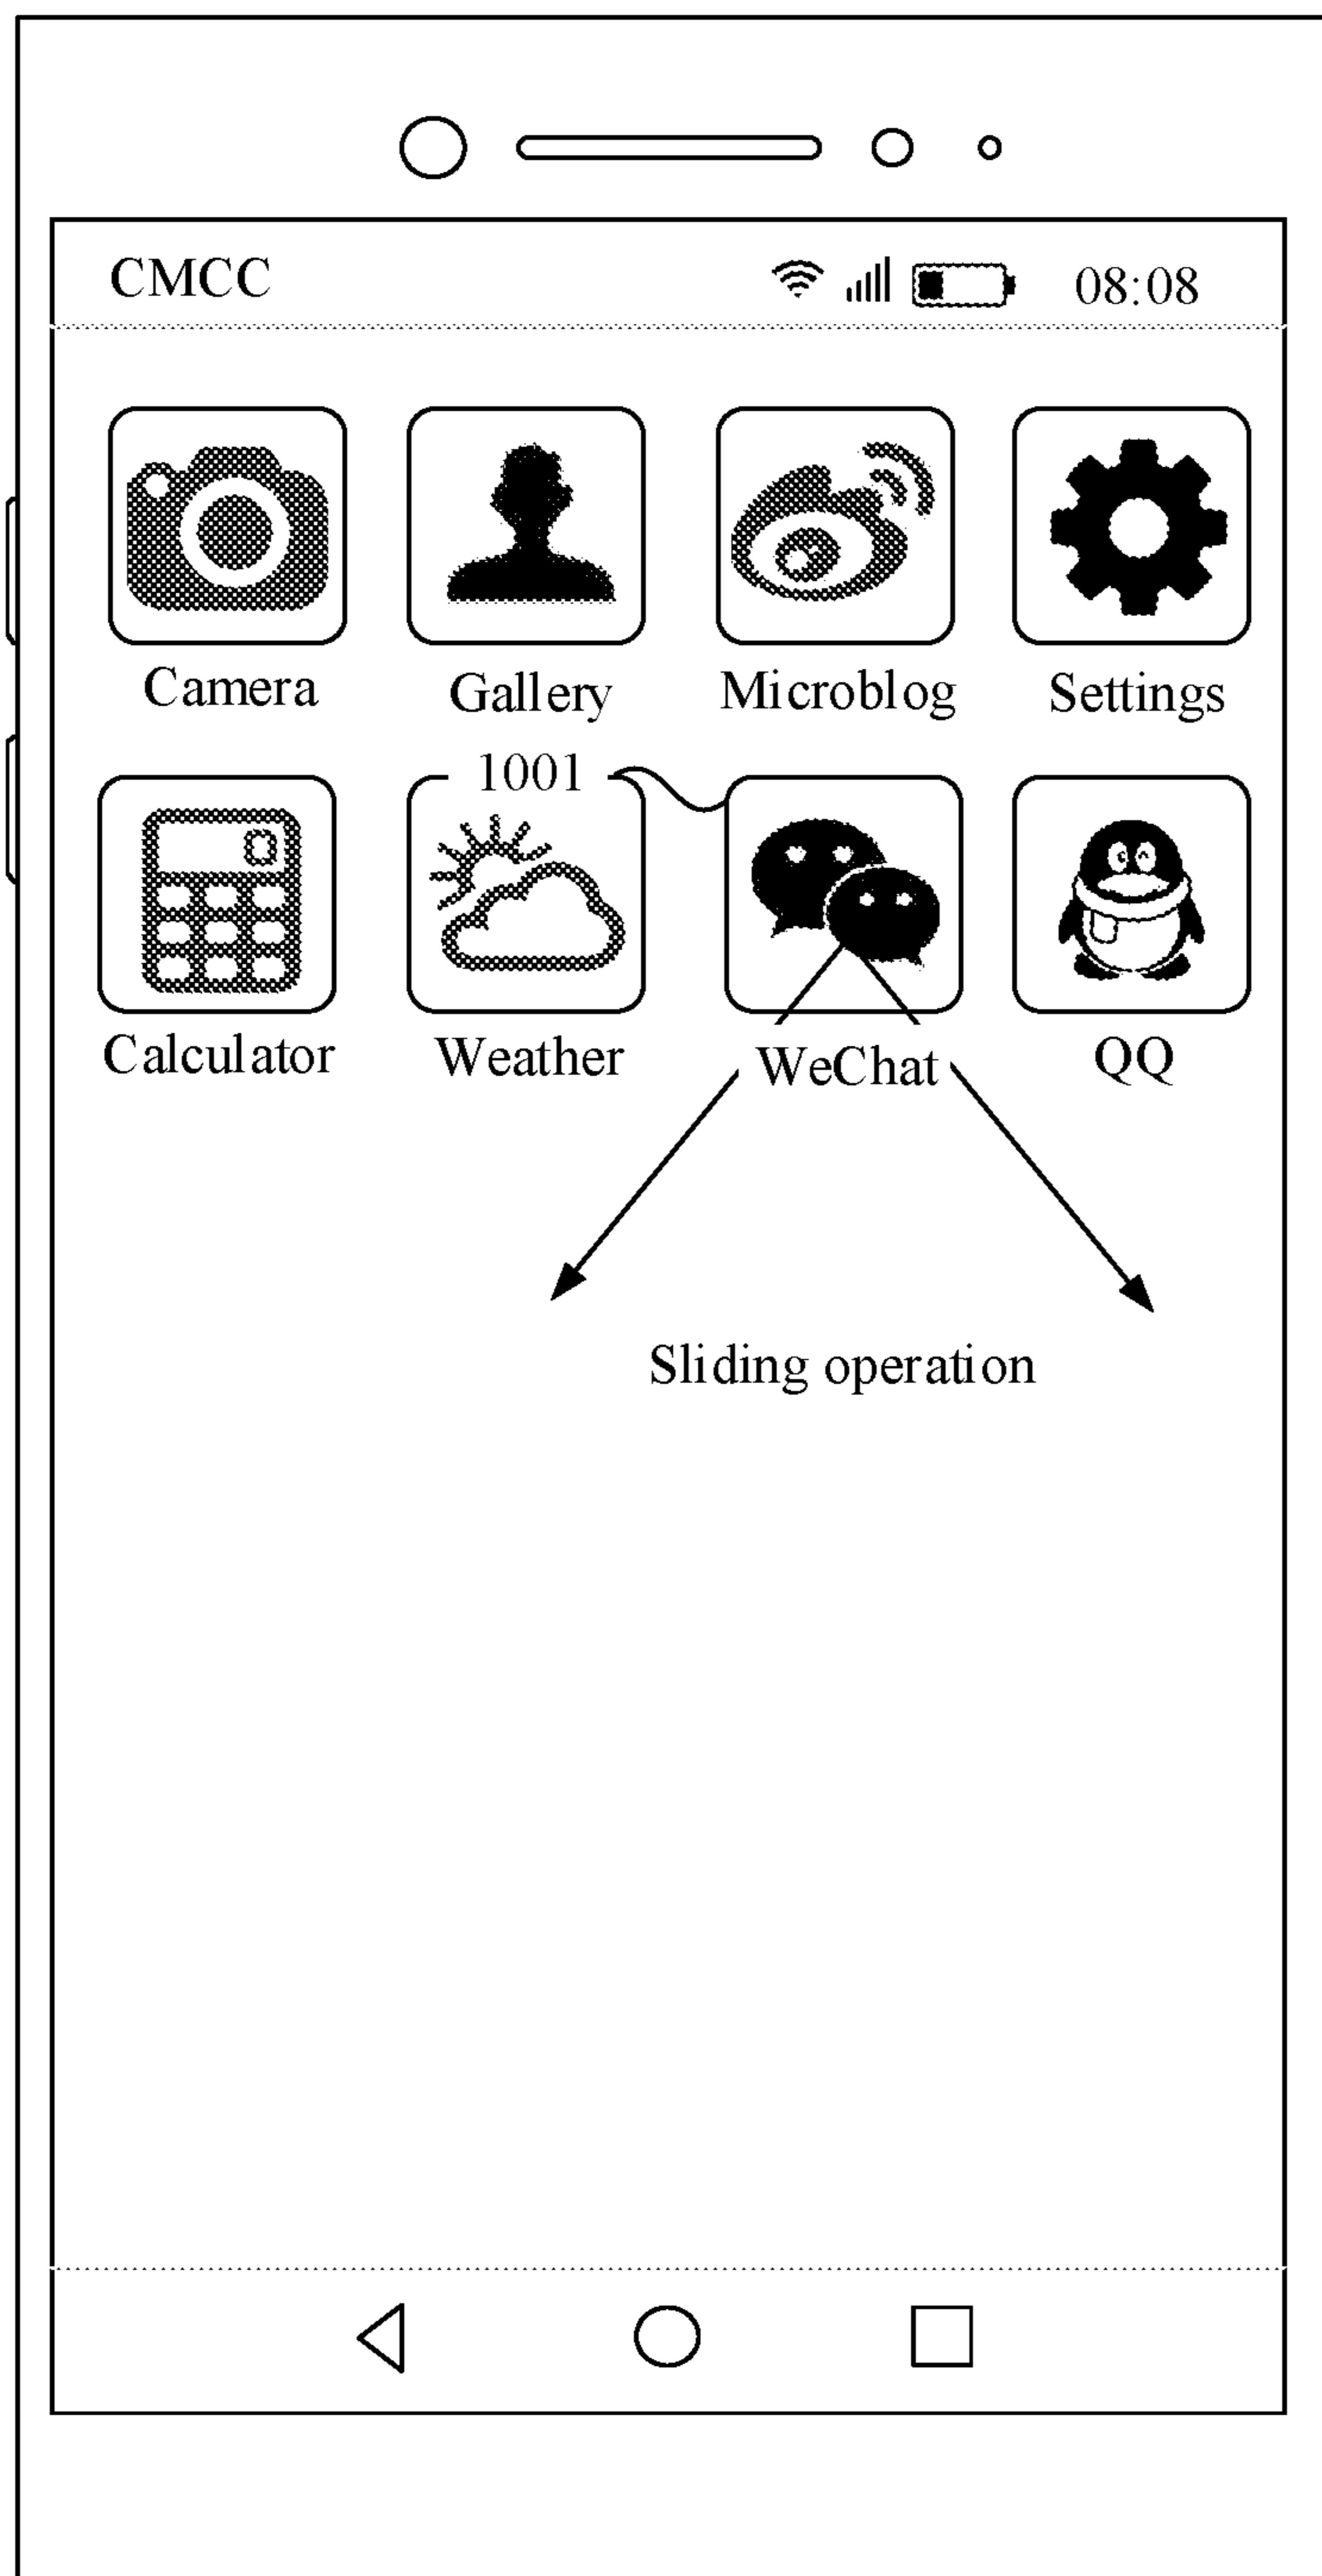 CMCC 08:08
Camera Gallery Microblog Settings
1001
Calculator Weather WeChat QQ
Sliding operation